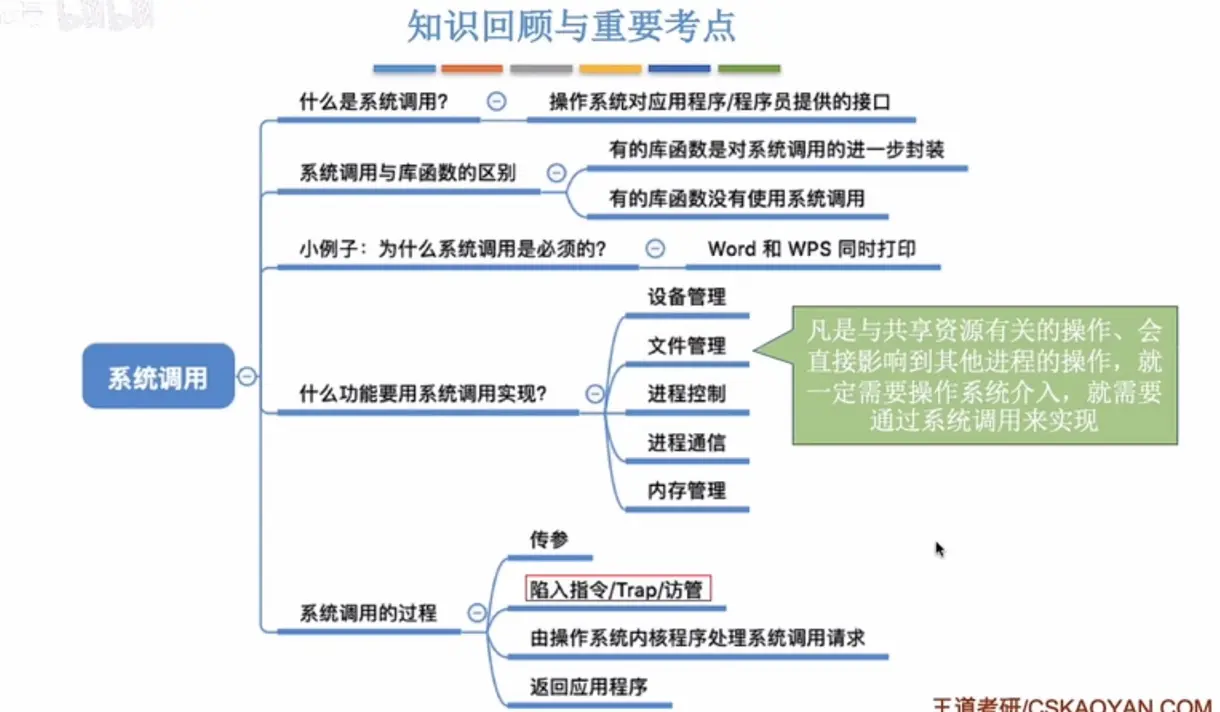 知识回顾与重要考点
什么是系统调用?
操作系统对应用程序/程序员提供的接口
系统调用与库函数的区别
有的库函数是对系统调用的进一步封装
有的库函数没有使用系统调用
小例子：为什么系统调用是必须的?
Word 和 WPS 同时打印
系统调用
什么功能要用系统调用实现?
设备管理
文件管理
进程控制
进程通信
内存管理
凡是与共享资源有关的操作、会
直接影响到其他进程的操作，就
一定需要操作系统介入，就需要
通过系统调用来实现
系统调用的过程
传参
陷入指令/Trap/访管
由操作系统内核程序处理系统调用请求
返回应用程序
王道考研/CSKAOYAN.COM